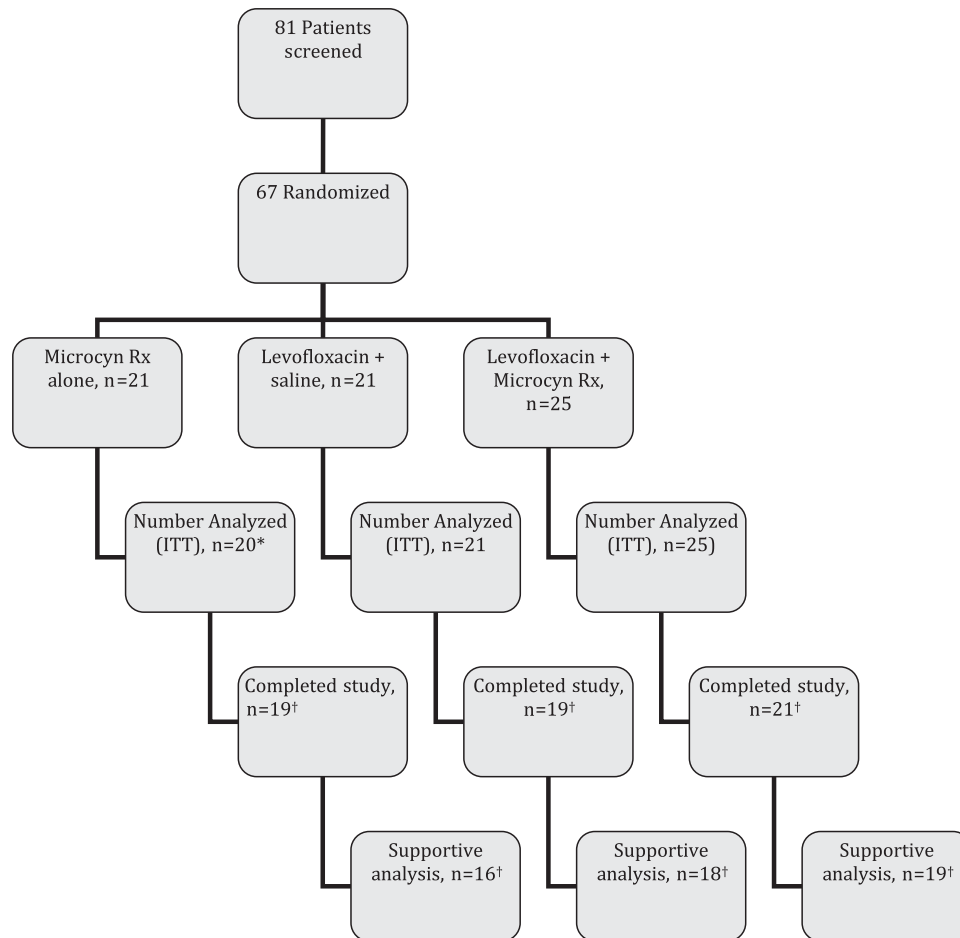 81 Patients
screened
67 Randomized
Microcyn Rx
alone, n=21
Levofloxacin +
saline, n=21
Levofloxacin +
Microcyn Rx,
n=25
Number Analyzed
(ITT), n=20*
Number Analyzed
(ITT), n=21
Number Analyzed
(ITT), n=25)
Completed study,
n=19†
Completed study,
n=19†
Completed study,
n=21†
Supportive
analysis, n=16†
Supportive
analysis, n=18†
Supportive
analysis, n=19†